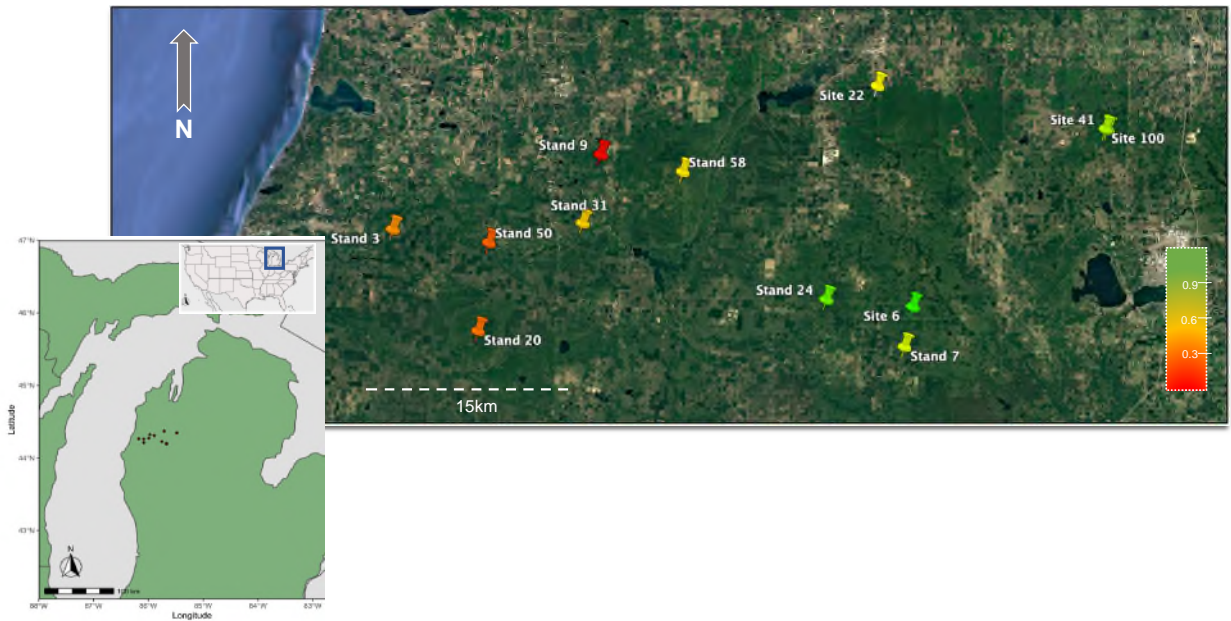 N
Site 22
Site 41
Site 100
Stand 9
Stand 58
Stand 31
Stand 3
Stand 50
Stand 24
Site 6
Stand 20
Stand 7
0.9
0.6
0.3
15km
47°N
46°N
45°N
44°N
43°N
Latitude
N
100 km
88°W
87°W
86°W
85°W
84°W
83°W
Longitude